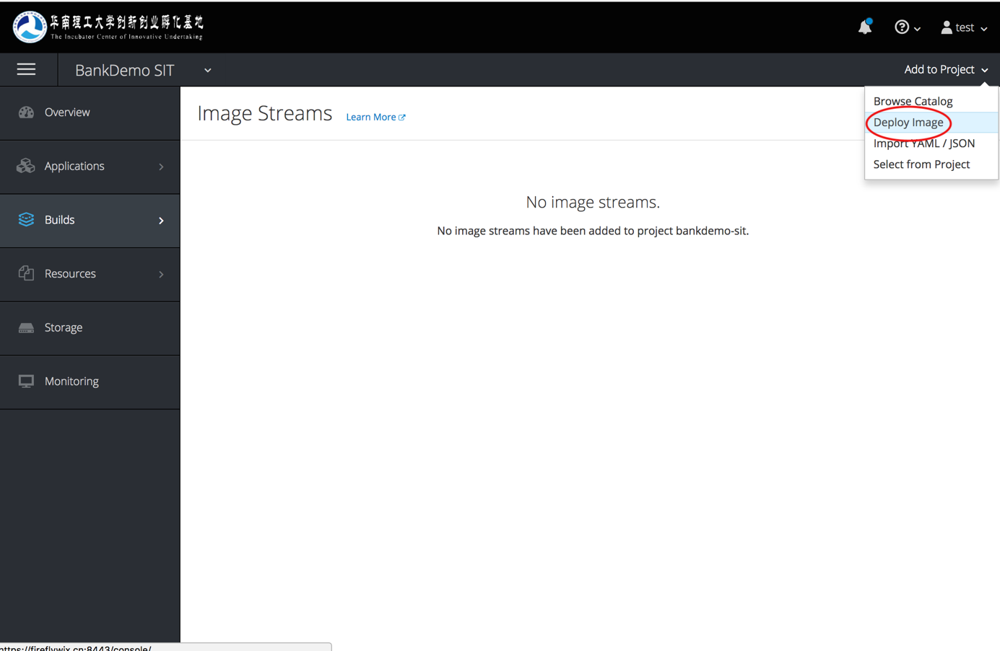 华南理工大学创新创业孵化基地
The Incubator Center of Innovative Undertaking
test
BankDemo SIT
Add to Project
Browse Catalog
Deploy Image
Import YAML / JSON
Select from Project
Overview
Applications
Builds
Resources
Storage
Monitoring
Image Streams
Learn More
No image streams.
No image streams have been added to project bankdemo-sit.
https://fireflywix.cn:8443/console/